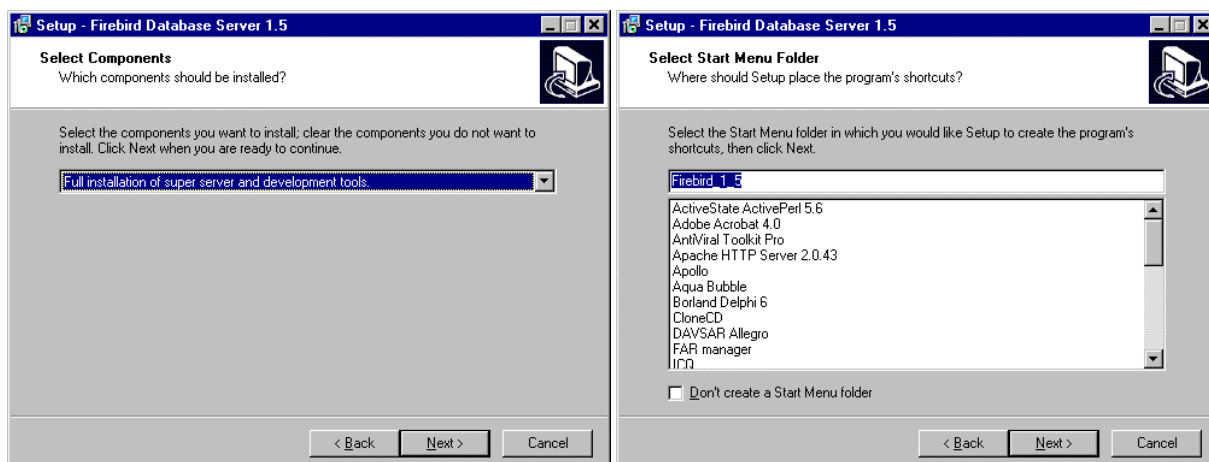 Setup - Firebird Database Server 1.5
Select Components
Which components should be installed?
Select the components you want to install; clear the components you do not want to
install. Click Next when you are ready to continue.
Full installation of super server and development tools.
< Back
Next >
Cancel
Setup - Firebird Database Server 1.5
Select Start Menu Folder
Where should Setup place the program's shortcuts?
Select the Start Menu folder in which you would like Setup to create the program's
shortcuts, then click Next.
Firebird_1_5
ActiveState ActivePerl 5.6
Adobe Acrobat 4.0
AntiViral Toolkit Pro
Apache HTTP Server 2.0.43
Apollo
Aqua Bubble
Borland Delphi 6
CloneCD
DAVSAR Allegro
FAR manager
ICQ
Don't create a Start Menu folder
< Back
Next >
Cancel